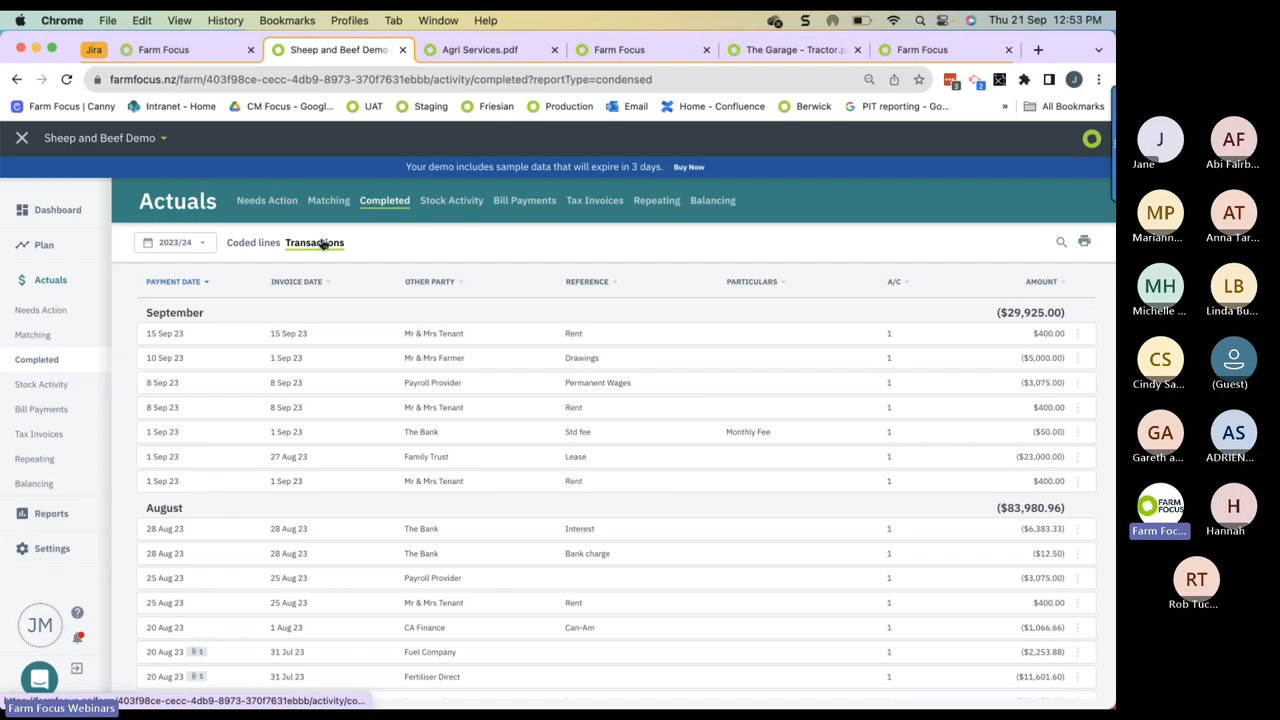 Chrome File Edit View History Bookmarks Profiles Tab Window Help Thu 21 Sep 12:53 PM
Jira Farm Focus Sheep and Beef Demo Agri Services.pdf Farm Focus The Garage - Tractor.p... Farm Focus
farmfocus.nz/farm/403f98ce-cecc-4db9-8973-370f7631ebbb/activity/completed?reportType=condensed
Farm Focus | Canny Intranet - Home CM Focus - Googl... UAT Staging Friesian Production Email Home - Confluence Berwick PIT reporting - Go... » All Bookmarks
Sheep and Beef Demo
Your demo includes sample data that will expire in 3 days. Buy Now
Actuals Needs Action Matching Completed Stock Activity Bill Payments Tax Invoices Repeating Balancing
2023/24 Coded lines Transactions
PAYMENT DATE INVOICE DATE OTHER PARTY REFERENCE PARTICULARS A/C AMOUNT
September ($29,925.00)
15 Sep 23 15 Sep 23 Mr & Mrs Tenant Rent 1 $400.00
10 Sep 23 1 Sep 23 Mr & Mrs Farmer Drawings 1 ($5,000.00)
8 Sep 23 8 Sep 23 Payroll Provider Permanent Wages 1 ($3,075.00)
8 Sep 23 8 Sep 23 Mr & Mrs Tenant Rent 1 $400.00
1 Sep 23 1 Sep 23 The Bank Std fee Monthly Fee 1 ($50.00)
1 Sep 23 27 Aug 23 Family Trust Lease 1 ($23,000.00)
1 Sep 23 1 Sep 23 Mr & Mrs Tenant Rent 1 $400.00
August ($83,980.96)
28 Aug 23 28 Aug 23 The Bank Interest 1 ($6,383.33)
28 Aug 23 28 Aug 23 The Bank Bank charge 1 ($12.50)
25 Aug 23 25 Aug 23 Payroll Provider 1 ($3,075.00)
25 Aug 23 25 Aug 23 Mr & Mrs Tenant Rent 1 $400.00
20 Aug 23 1 Aug 23 CA Finance Can-Am 1 ($1,066.66)
20 Aug 23 1 31 Jul 23 Fuel Company 1 ($2,253.88)
20 Aug 23 1 31 Jul 23 Fertiliser Direct 1 ($11,601.60)
Dashboard
Plan
Actuals
Needs Action
Matching
Completed
Stock Activity
Bill Payments
Tax Invoices
Repeating
Balancing
Reports
Settings
JM
https://farmfocus.nz/farm/403f98ce-cecc-4db9-8973-370f7631ebbb/activity/co...
Farm Focus Webinars
J AF
Jane Abi Fairb...
MP AT
Mariann... Anna Tar...
MH LB
Michelle ... Linda Bu...
CS
Cindy Sa... (Guest)
GA AS
Gareth a... ADRIEN...
FARM FOCUS H
Farm Foc... Hannah
RT
Rob Tuc...